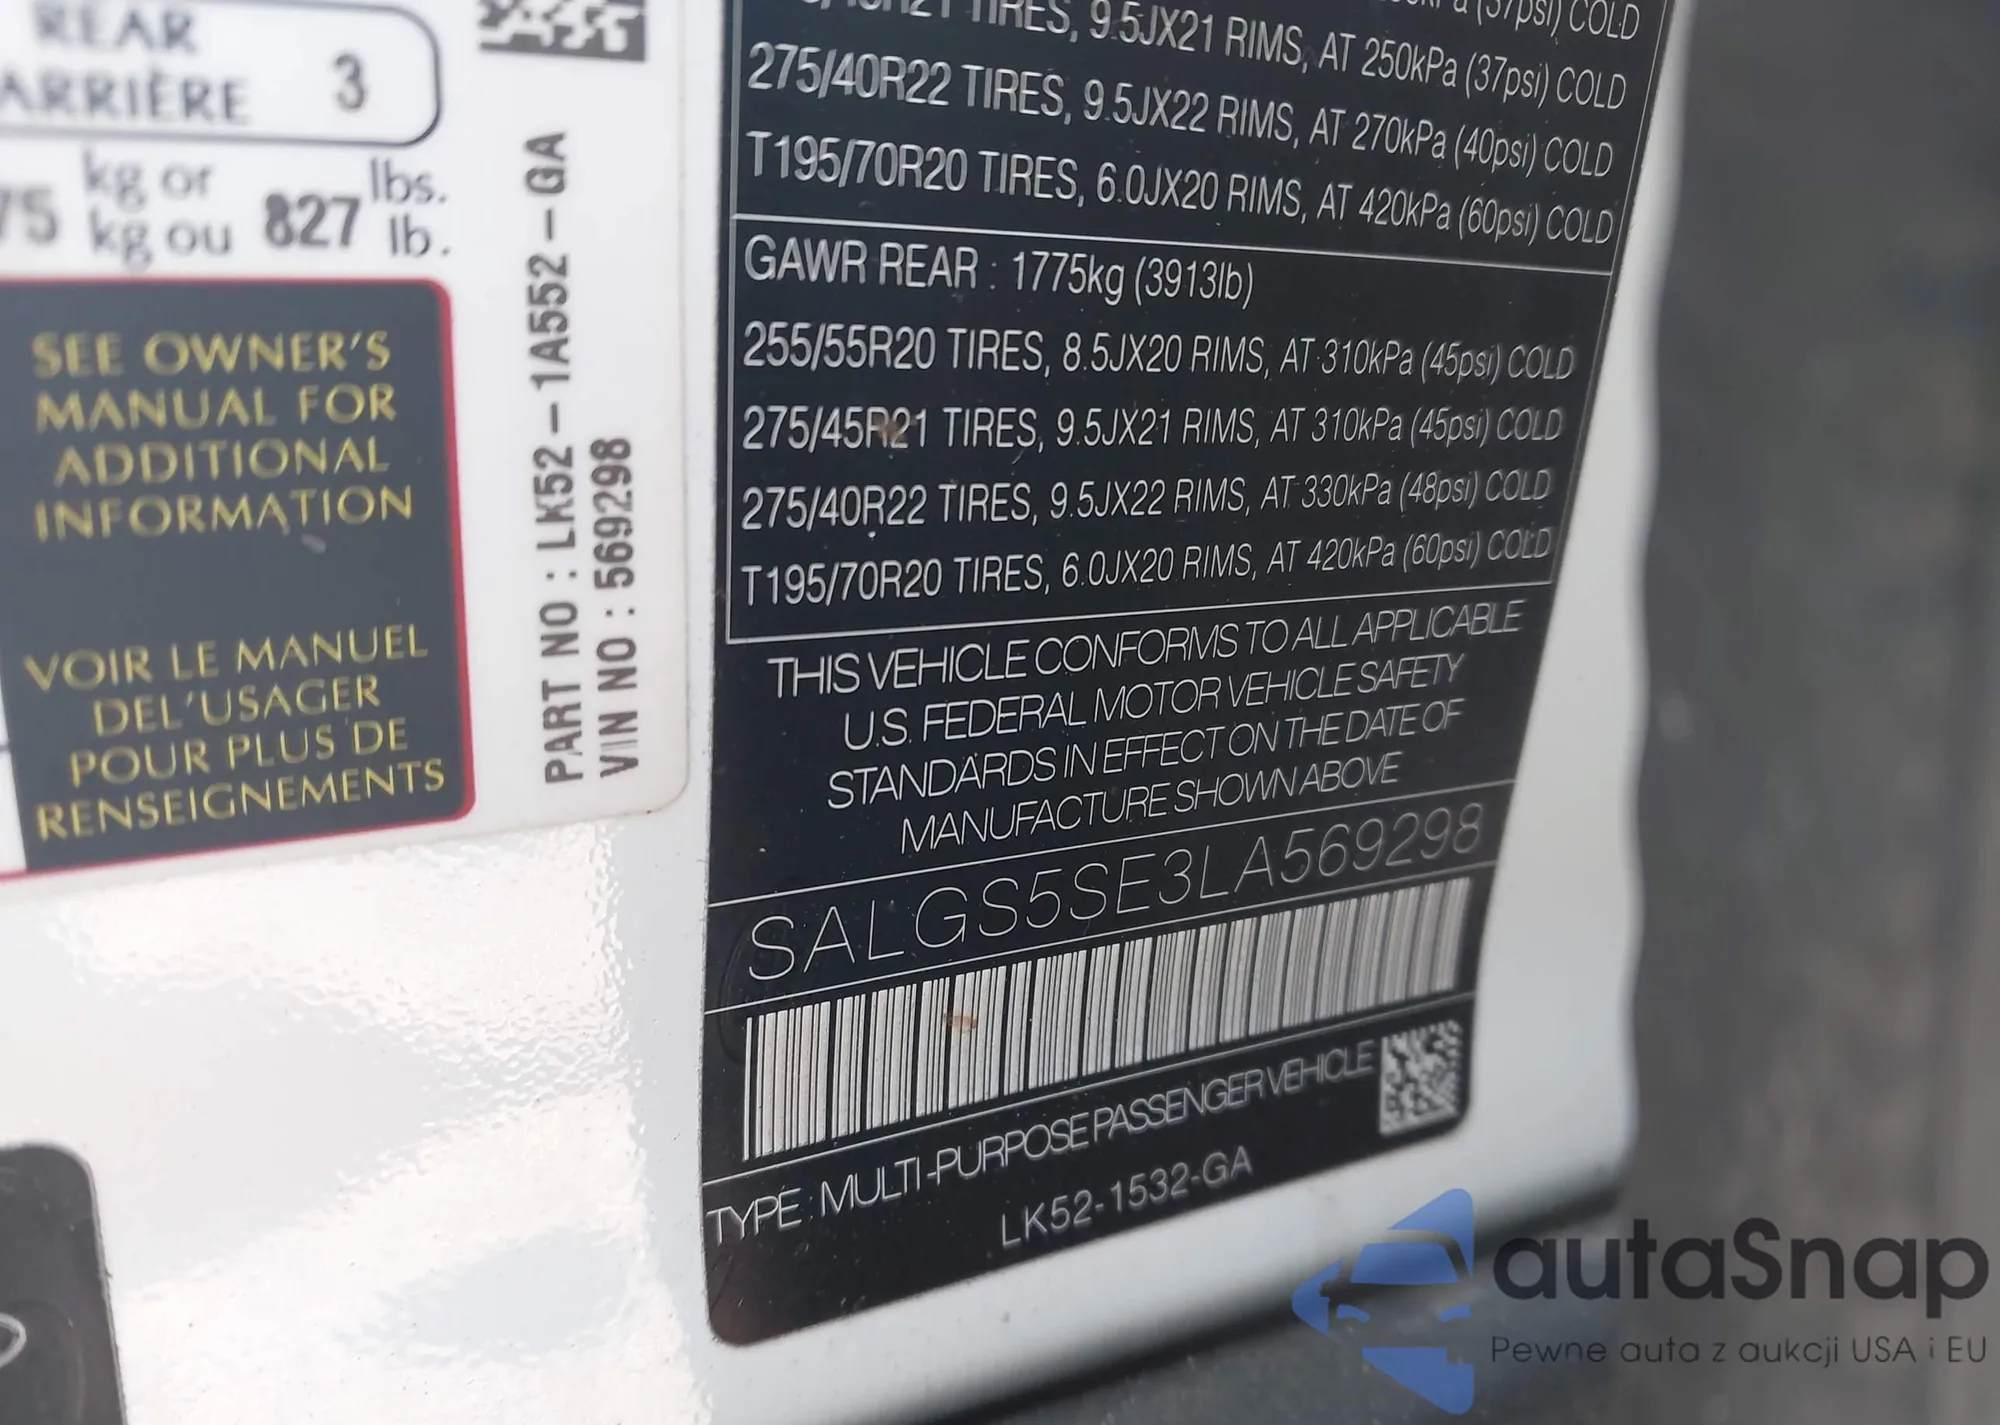 REAR
ARRIÈRE
3
75 kg or
kg ou
827 lbs.
lb.
SEE OWNER'S
MANUAL FOR
ADDITIONAL
INFORMATION
VOIR LE MANUEL
DEL'USAGER
POUR PLUS DE
RENSEIGNEMENTS
PART NO : LK52-1A552-GA
VIN NO : 569298
(37psi) COLD
TIRES, 9.5JX21 RIMS, AT 250kPa (37psi) COLD
275/40R22 TIRES, 9.5JX22 RIMS, AT 270kPa (40psi) COLD
T195/70R20 TIRES, 6.0JX20 RIMS, AT 420kPa (60psi) COLD
GAWR REAR : 1775kg (3913lb)
255/55R20 TIRES, 8.5JX20 RIMS, AT 310kPa (45psi) COLD
275/45R21 TIRES, 9.5JX21 RIMS, AT 310kPa (45psi) COLD
275/40R22 TIRES, 9.5JX22 RIMS, AT 330kPa (48psi) COLD
T195/70R20 TIRES, 6.0JX20 RIMS, AT 420kPa (60psi) COLD
THIS VEHICLE CONFORMS TO ALL APPLICABLE
U.S. FEDERAL MOTOR VEHICLE SAFETY
STANDARDS IN EFFECT ON THE DATE OF
MANUFACTURE SHOWN ABOVE
SALGS5SE3LA569298
TYPE : MULTI-PURPOSE PASSENGER VEHICLE
LK52-1532-GA
autaSnap
Pewne auta z aukcji USA i EU